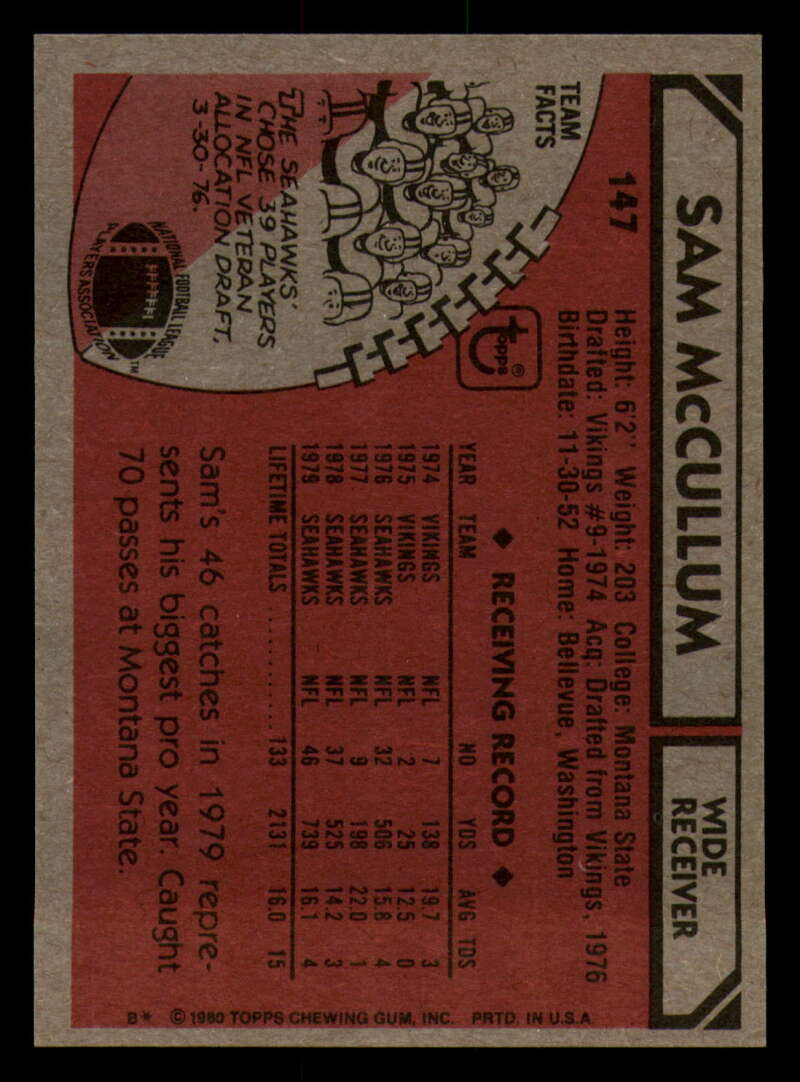 SAM McCULLUM
WIDE
RECEIVER
147
Height: 6'2" Weight: 203 College: Montana State
Drafted: Vikings #9-1974 Acq: Drafted from Vikings, 1976
Birthdate: 11-30-52 Home: Bellevue, Washington
TEAM
FACTS
THE SEAHAWKS'
CHOSE 39 PLAYERS
IN NFL VETERAN
ALLOCATION DRAFT,
3-30-76.
NATIONAL FOOTBALL LEAGUE
PLAYERS ASSOCIATION™
topps®
◆ RECEIVING RECORD ◆
YEAR TEAM NO YDS AVG TDS
1974 VIKINGS NFL 7 138 19.7 3
1975 VIKINGS NFL 2 25 12.5 0
1976 SEAHAWKS NFL 32 506 15.8 4
1977 SEAHAWKS NFL 9 198 22.0 1
1978 SEAHAWKS NFL 37 525 14.2 3
1979 SEAHAWKS NFL 46 739 16.1 4
LIFETIME TOTALS .......... 133 2131 16.0 15
Sam's 46 catches in 1979 repre-
sents his biggest pro year. Caught
70 passes at Montana State.
B* © 1980 TOPPS CHEWING GUM, INC. PRTD. IN U.S.A.